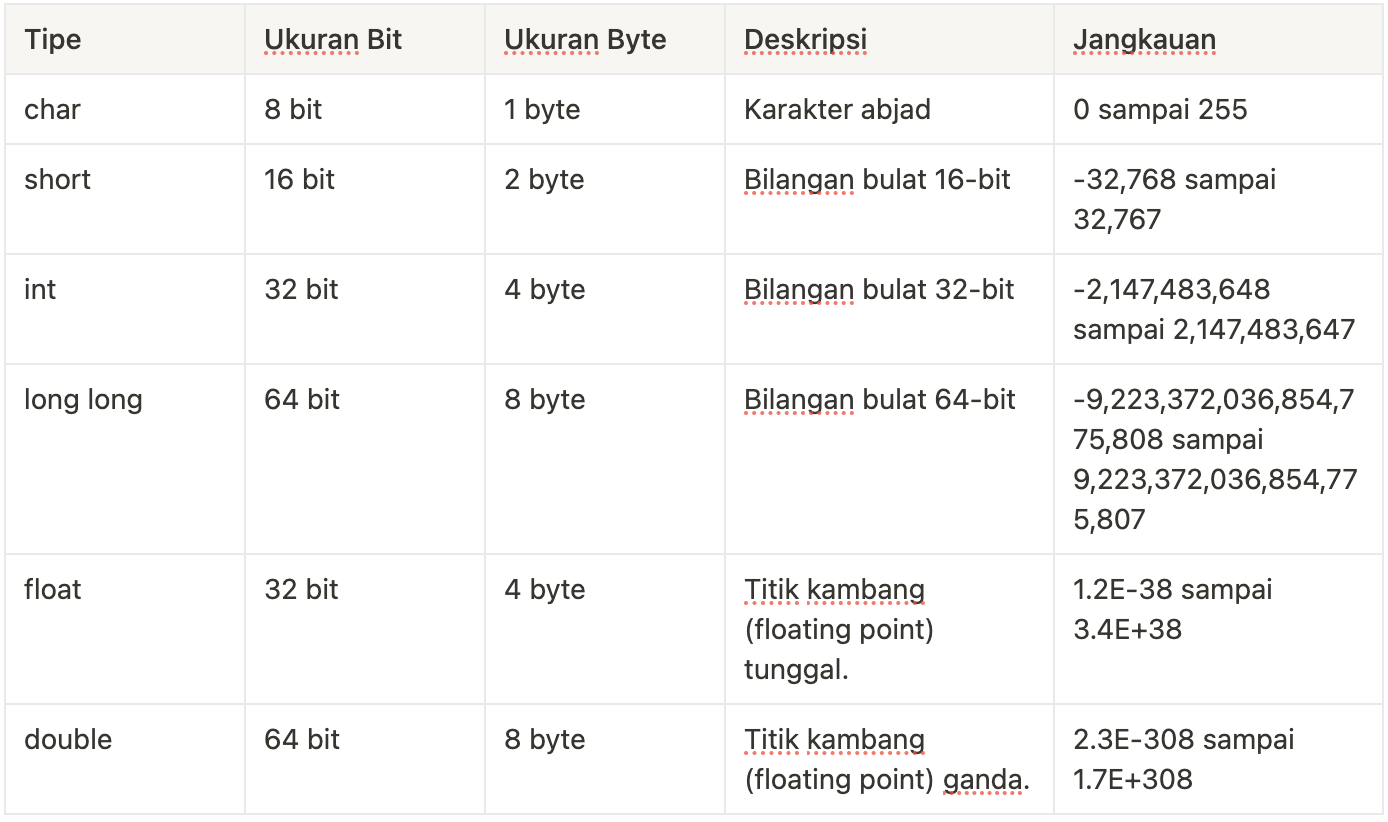 Tipe Ukuran Bit Ukuran Byte Deskripsi Jangkauan
char 8 bit 1 byte Karakter abjad 0 sampai 255
short 16 bit 2 byte Bilangan bulat 16-bit -32,768 sampai
32,767
int 32 bit 4 byte Bilangan bulat 32-bit -2,147,483,648
sampai 2,147,483,647
long long 64 bit 8 byte Bilangan bulat 64-bit -9,223,372,036,854,7
75,808 sampai
9,223,372,036,854,77
5,807
float 32 bit 4 byte Titik kambang 1.2E-38 sampai
(floating point) 3.4E+38
tunggal.
double 64 bit 8 byte Titik kambang 2.3E-308 sampai
(floating point) ganda. 1.7E+308